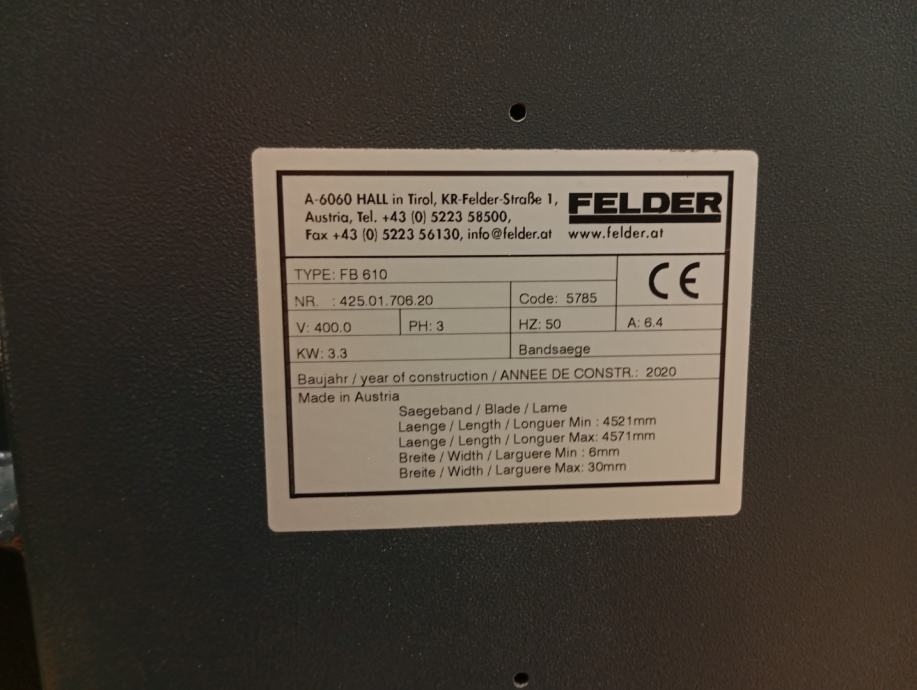 A-6060 HALL in Tirol, KR-Felder-Straße 1,
Austria, Tel. +43 (0) 5223 58500,
Fax +43 (0) 5223 56130, info@felder.at
FELDER
www.felder.at
TYPE: FB 610
CE
NR. : 425.01.706.20 Code: 5785
V: 400.0 PH: 3 HZ: 50 A: 6.4
KW: 3.3 Bandsaege
Baujahr / year of construction / ANNEE DE CONSTR.: 2020
Made in Austria
Saegeband / Blade / Lame
Laenge / Length / Longuer Min : 4521mm
Laenge / Length / Longuer Max: 4571mm
Breite / Width / Larguere Min : 6mm
Breite / Width / Larguere Max: 30mm